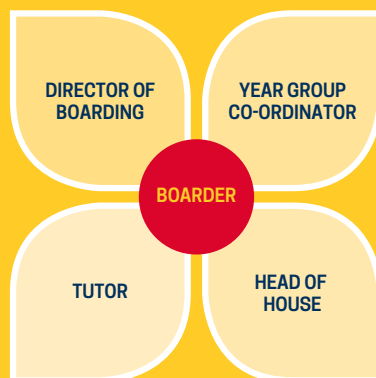 DIRECTOR OF
BOARDING
YEAR GROUP
CO-ORDINATOR
BOARDER
TUTOR
HEAD OF
HOUSE